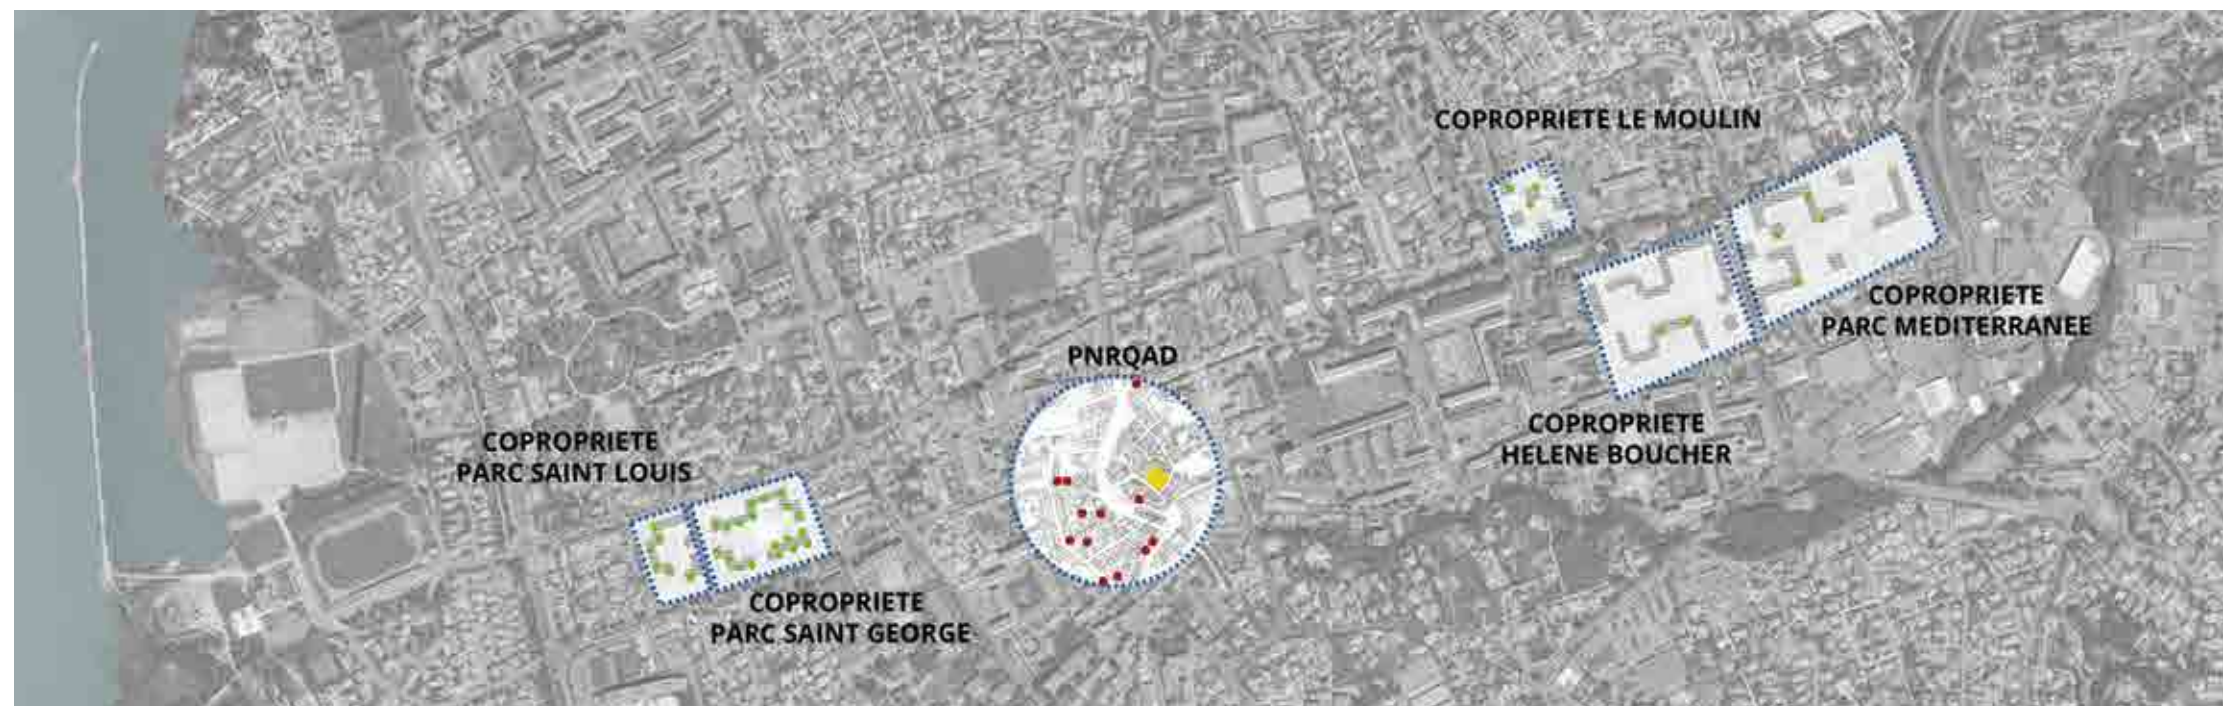 COPROPRIETE LE MOULIN
COPROPRIETE
PARC MEDITERRANEE
PNRQAD
COPROPRIETE
HELENE BOUCHER
COPROPRIETE
PARC SAINT LOUIS
COPROPRIETE
PARC SAINT GEORGE